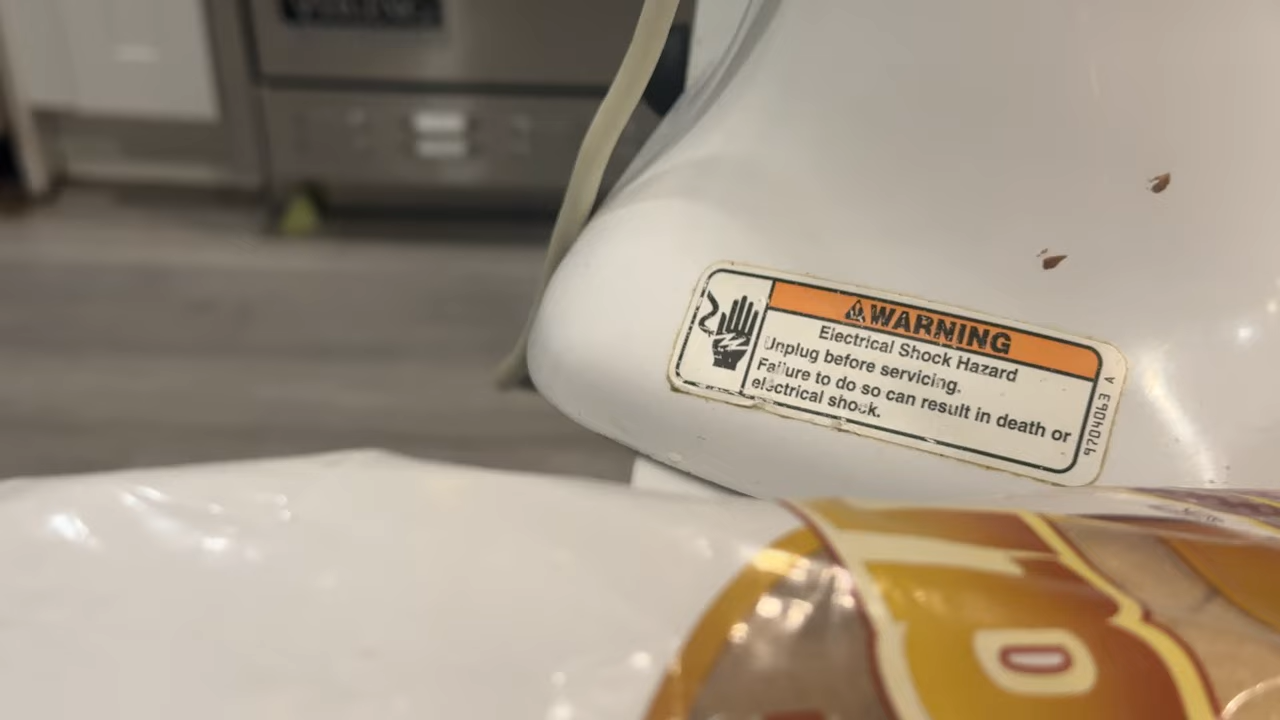 WARNING
Electrical Shock Hazard
Unplug before servicing.
Failure to do so can result in death or
electrical shock.
9704063 A
D